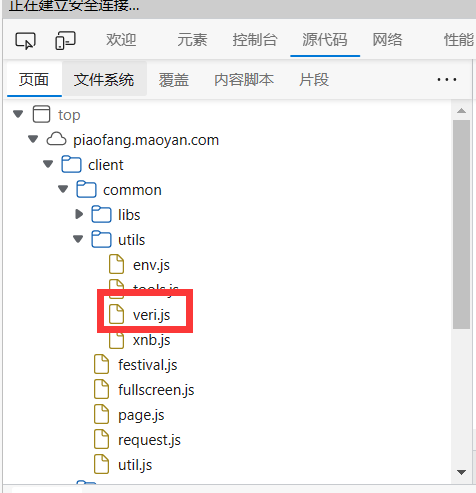 正在建立安全连接...
欢迎 元素 控制台 源代码 网络 性能
页面 文件系统 覆盖 内容脚本 片段 ...
top
piaofang.maoyan.com
client
common
libs
utils
env.js
tools.js
veri.js
xnb.js
festival.js
fullscreen.js
page.js
request.js
util.js